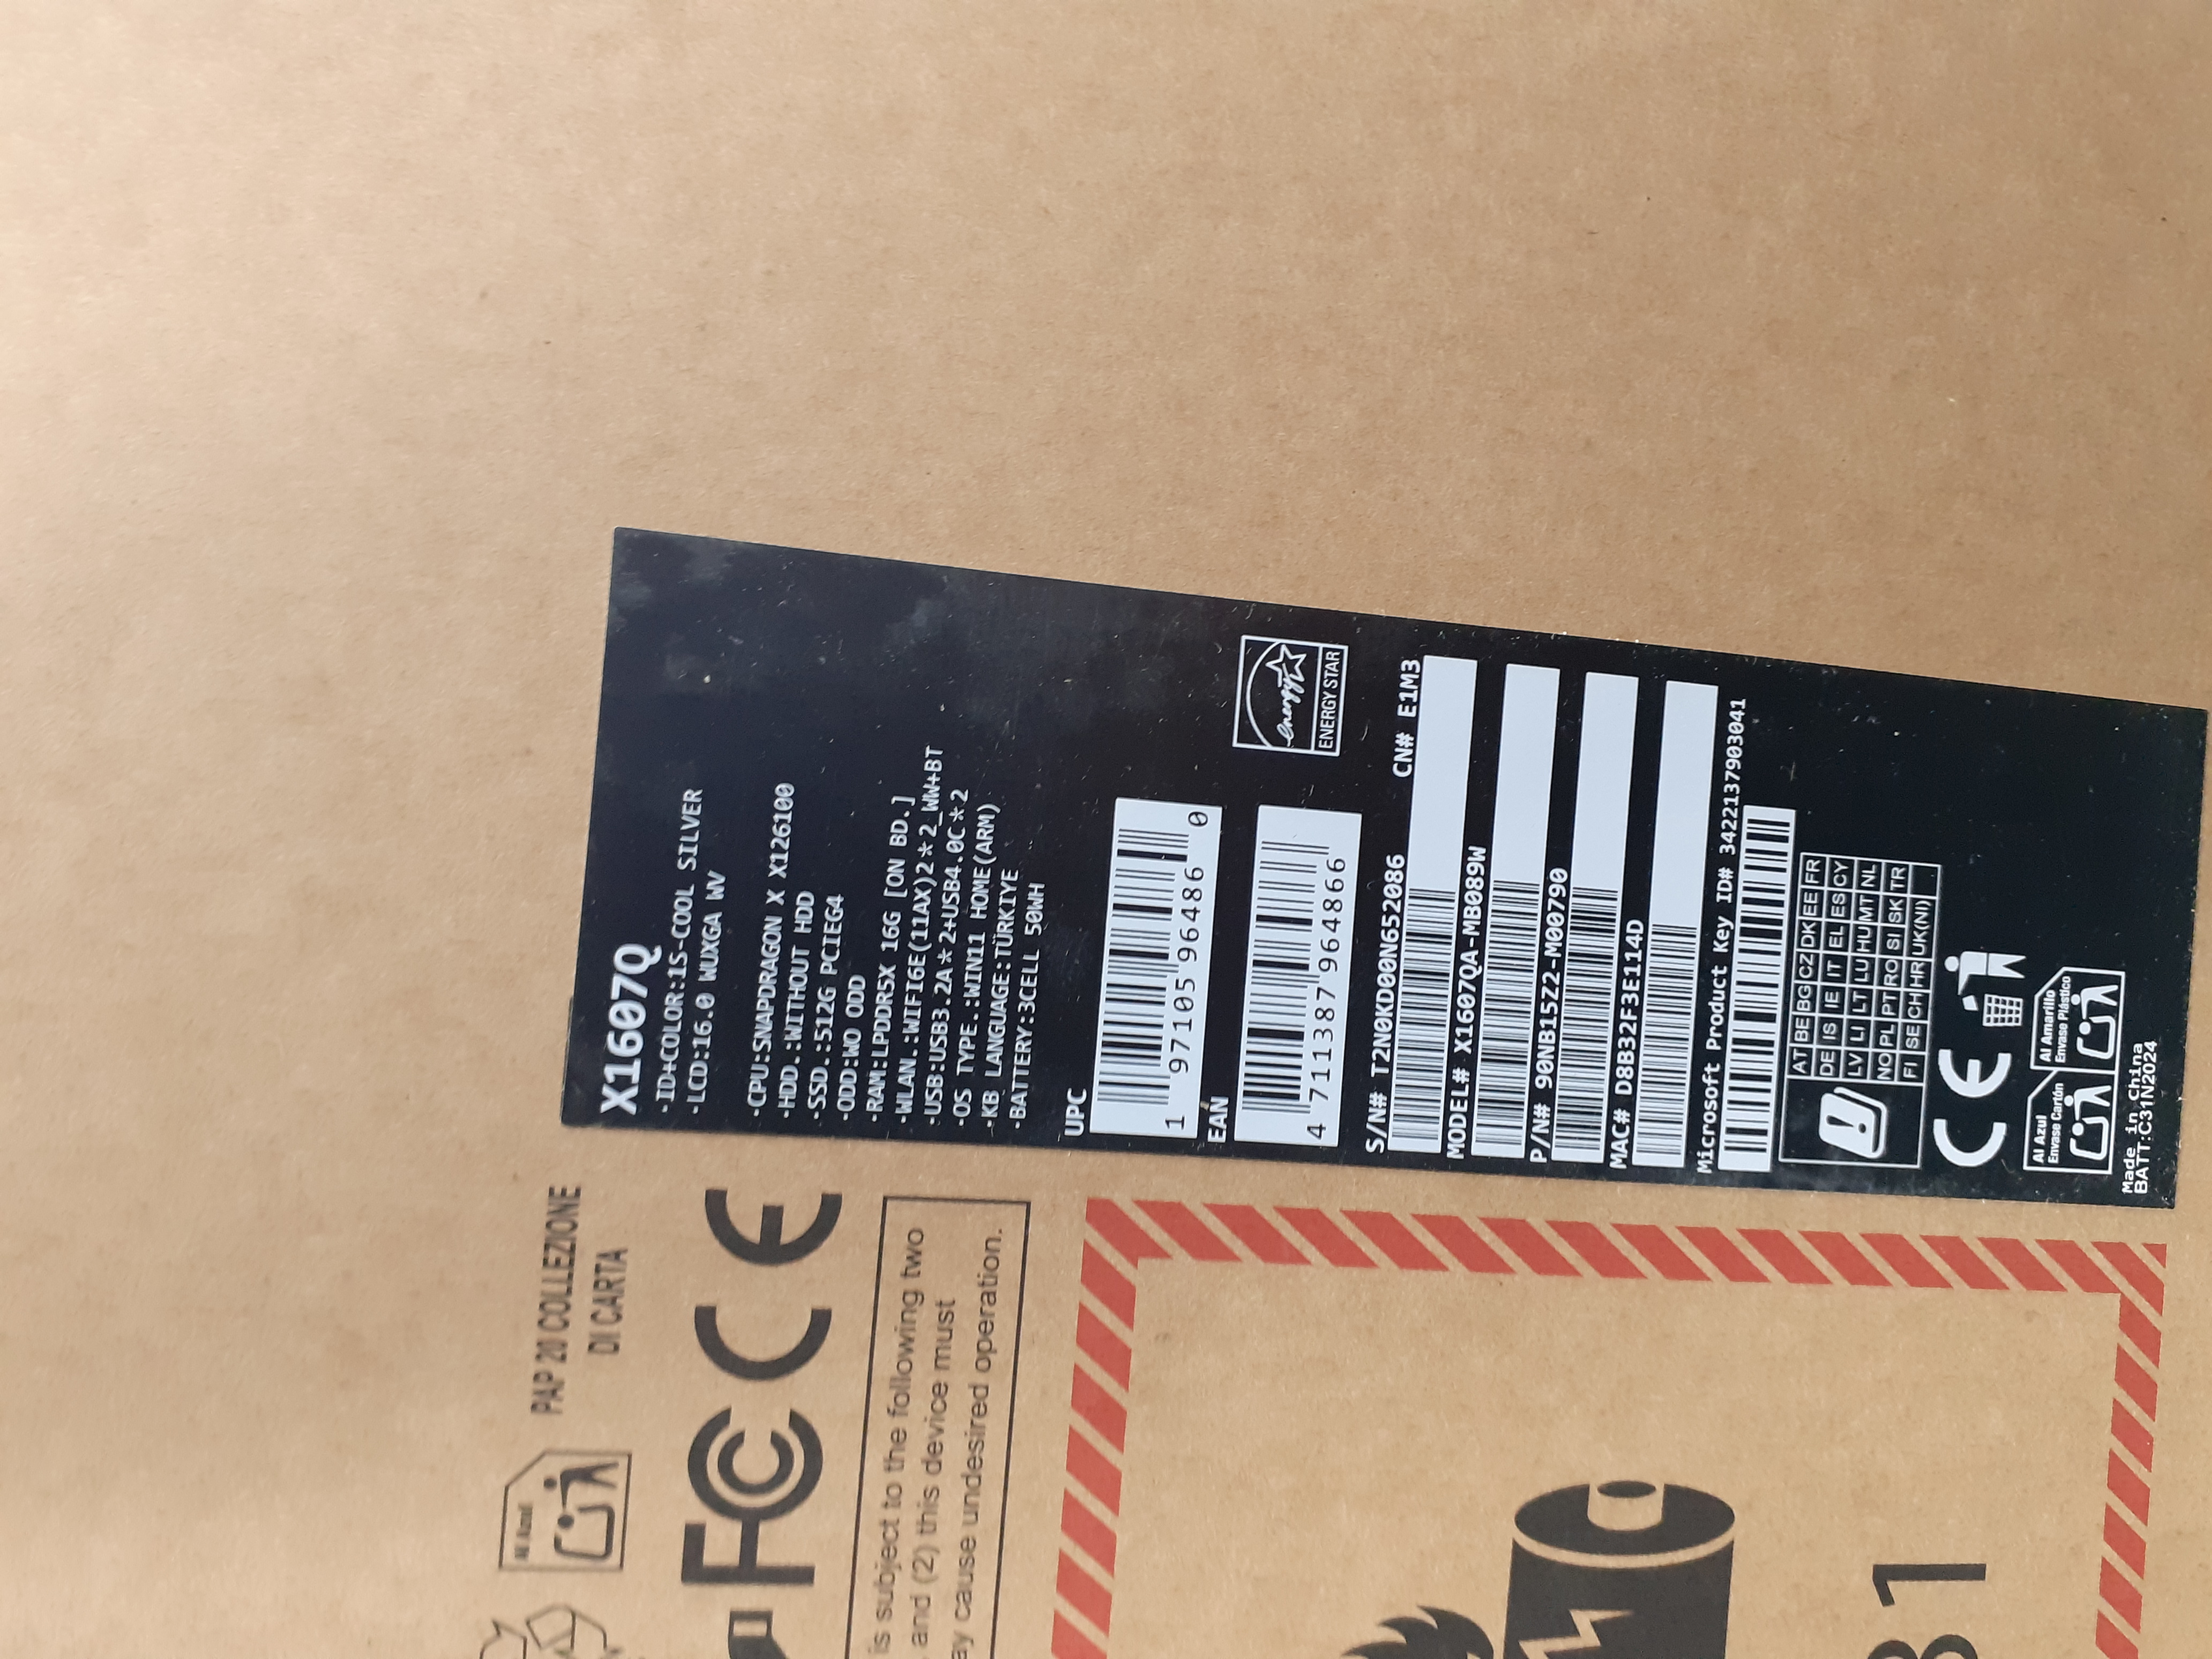 X1607Q
·ID+COLOR:1S-COOL SILVER
·LCD:16.0 WUXGA WV
·CPU:SNAPDRAGON X X126100
·HDD.:WITHOUT HDD
·SSD.:512G PCIEG4
·ODD:WO ODD
·RAM:LPDDR5X 16G [ON BD.]
·WLAN.:WIFI6E(11AX)2*2_WW+BT
·USB:USB3.2A*2+USB4.0C*2
·OS TYPE.:WIN11 HOME(ARM)
·KB LANGUAGE:TÜRKIYE
·BATTERY:3CELL 50WH
UPC
1 97105 96486 0
EAN
4 711387 964866
energy
ENERGY STAR
S/N# T2N0KD00N652086 CN# E1M3
MODEL# X1607QA-MB089W
P/N# 90NB15Z2-M00790
MAC# D8B32F3E114D
Microsoft Product Key ID# 3422137903041
AT BE BG CZ DK EE FR
DE IS IE IT EL ES CY
LV LI LT LU HU MT NL
NO PL PT RO SI SK TR
FI SE CH HR UK(NI)
CE
Al Azul
Envase Cartón
Al Amarillo
Envase Plástico
Made in China
BATT:C31N2024
PAP 20 COLLEZIONE
DI CARTA
Al Azul
FC CE
is subject to the following two
and (2) this device must
ay cause undesired operation.